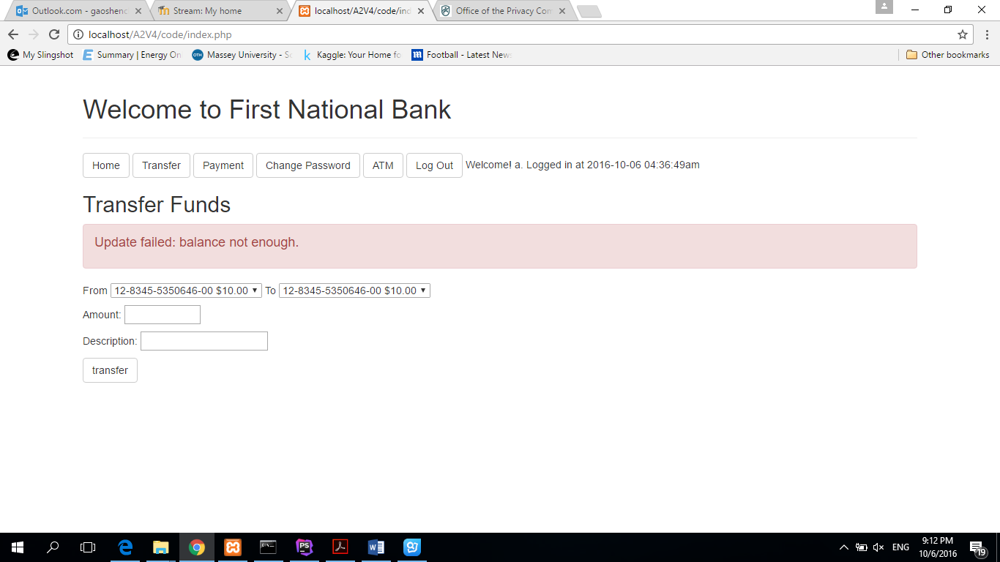 Outlook.com - gaoshenc
Stream: My home
localhost/A2V4/code/ind
Office of the Privacy Com
localhost/A2V4/code/index.php
My Slingshot
Summary | Energy On
Massey University - Sc
Kaggle: Your Home fo
Football - Latest News
Other bookmarks
Welcome to First National Bank
Home Transfer Payment Change Password ATM Log Out Welcome! a. Logged in at 2016-10-06 04:36:49am
Transfer Funds
Update failed: balance not enough.
From 12-8345-5350646-00 $10.00 To 12-8345-5350646-00 $10.00
Amount:
Description:
transfer
ENG
9:12 PM
10/6/2016
19